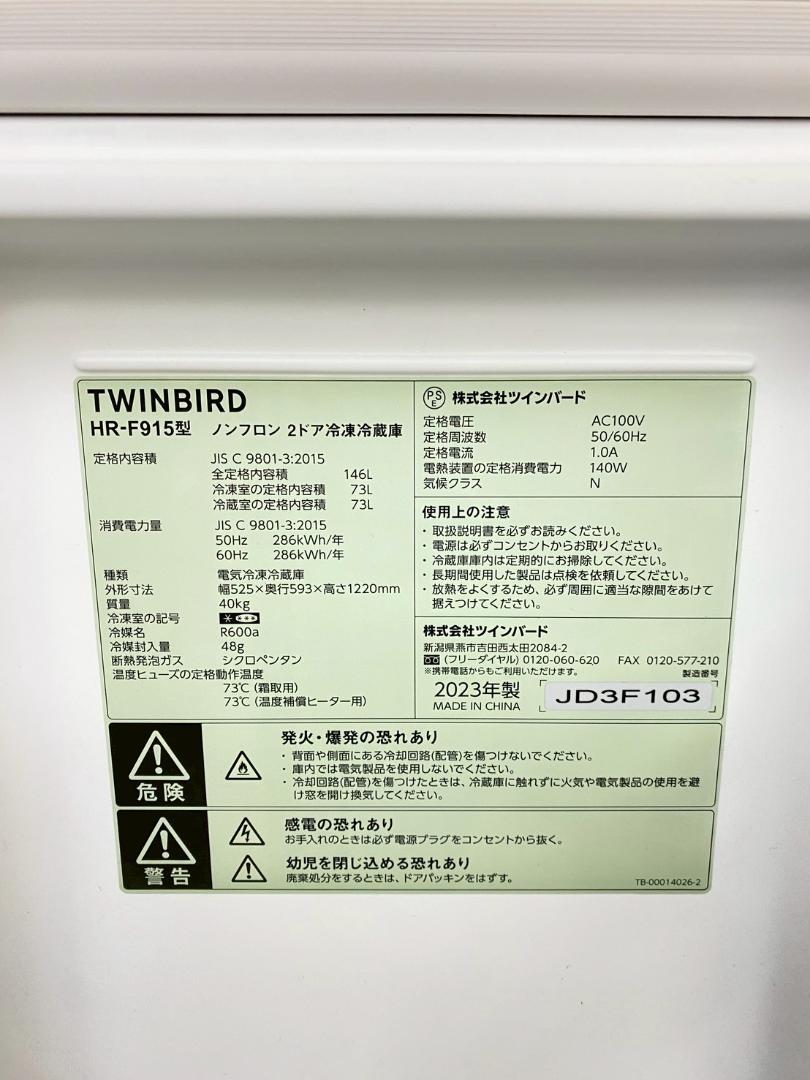 TWINBIRD
HR-F915型 ノンフロン 2ドア冷凍冷蔵庫
定格内容積 JIS C 9801-3:2015
全定格内容積 146L
冷凍室の定格内容積 73L
冷蔵室の定格内容積 73L
消費電力量 JIS C 9801-3:2015
50Hz 286kWh/年
60Hz 286kWh/年
種類 電気冷凍冷蔵庫
外形寸法 幅525×奥行593×高さ1220mm
質量 40kg
冷凍室の記号
冷媒名 R600a
冷媒封入量 48g
断熱発泡ガス シクロペンタン
温度ヒューズの定格動作温度
73℃ (霜取用)
73℃ (温度補償ヒーター用)
PSE 株式会社ツインバード
定格電圧 AC100V
定格周波数 50/60Hz
定格電流 1.0A
電熱装置の定格消費電力 140W
気候クラス N
使用上の注意
・取扱説明書を必ずお読みください。
・電源は必ずコンセントからお取りください。
・冷蔵庫庫内は定期的にお掃除してください。
・長期間使用した製品は点検を依頼してください。
・放熱をよくするため、必ず周囲に適当な隙間をあけて
据えつけてください。
株式会社ツインバード
新潟県燕市吉田西太田2084-2
(フリーダイヤル) 0120-060-620 FAX 0120-577-210
※携帯電話からもご利用いただけます。 製造番号
2023年製 JD3F103
MADE IN CHINA
危険
発火・爆発の恐れあり
・背面や側面にある冷却回路(配管)を傷つけないでください。
・庫内では電気製品を使用しないでください。
・冷却回路(配管)を傷つけたときは、冷蔵庫に触れずに火気や電気製品の使用を避
け窓を開け換気してください。
警告
感電の恐れあり
お手入れのときは必ず電源プラグをコンセントから抜く。
幼児を閉じ込める恐れあり
廃棄処分をするときは、ドアパッキンをはずす。
TB-00014026-2